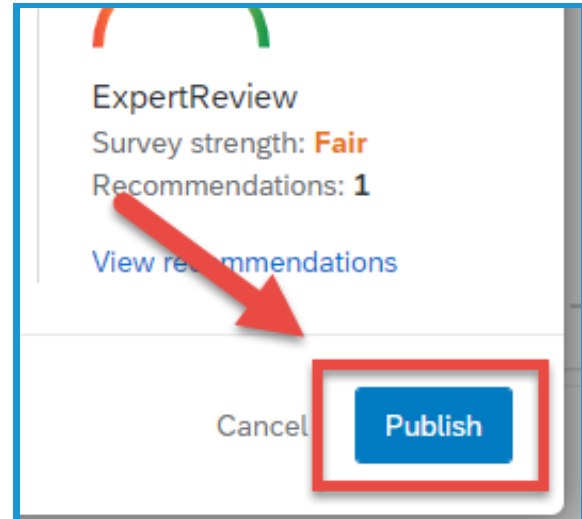 ExpertReview
Survey strength: Fair
Recommendations: 1
View recommendations
Cancel Publish